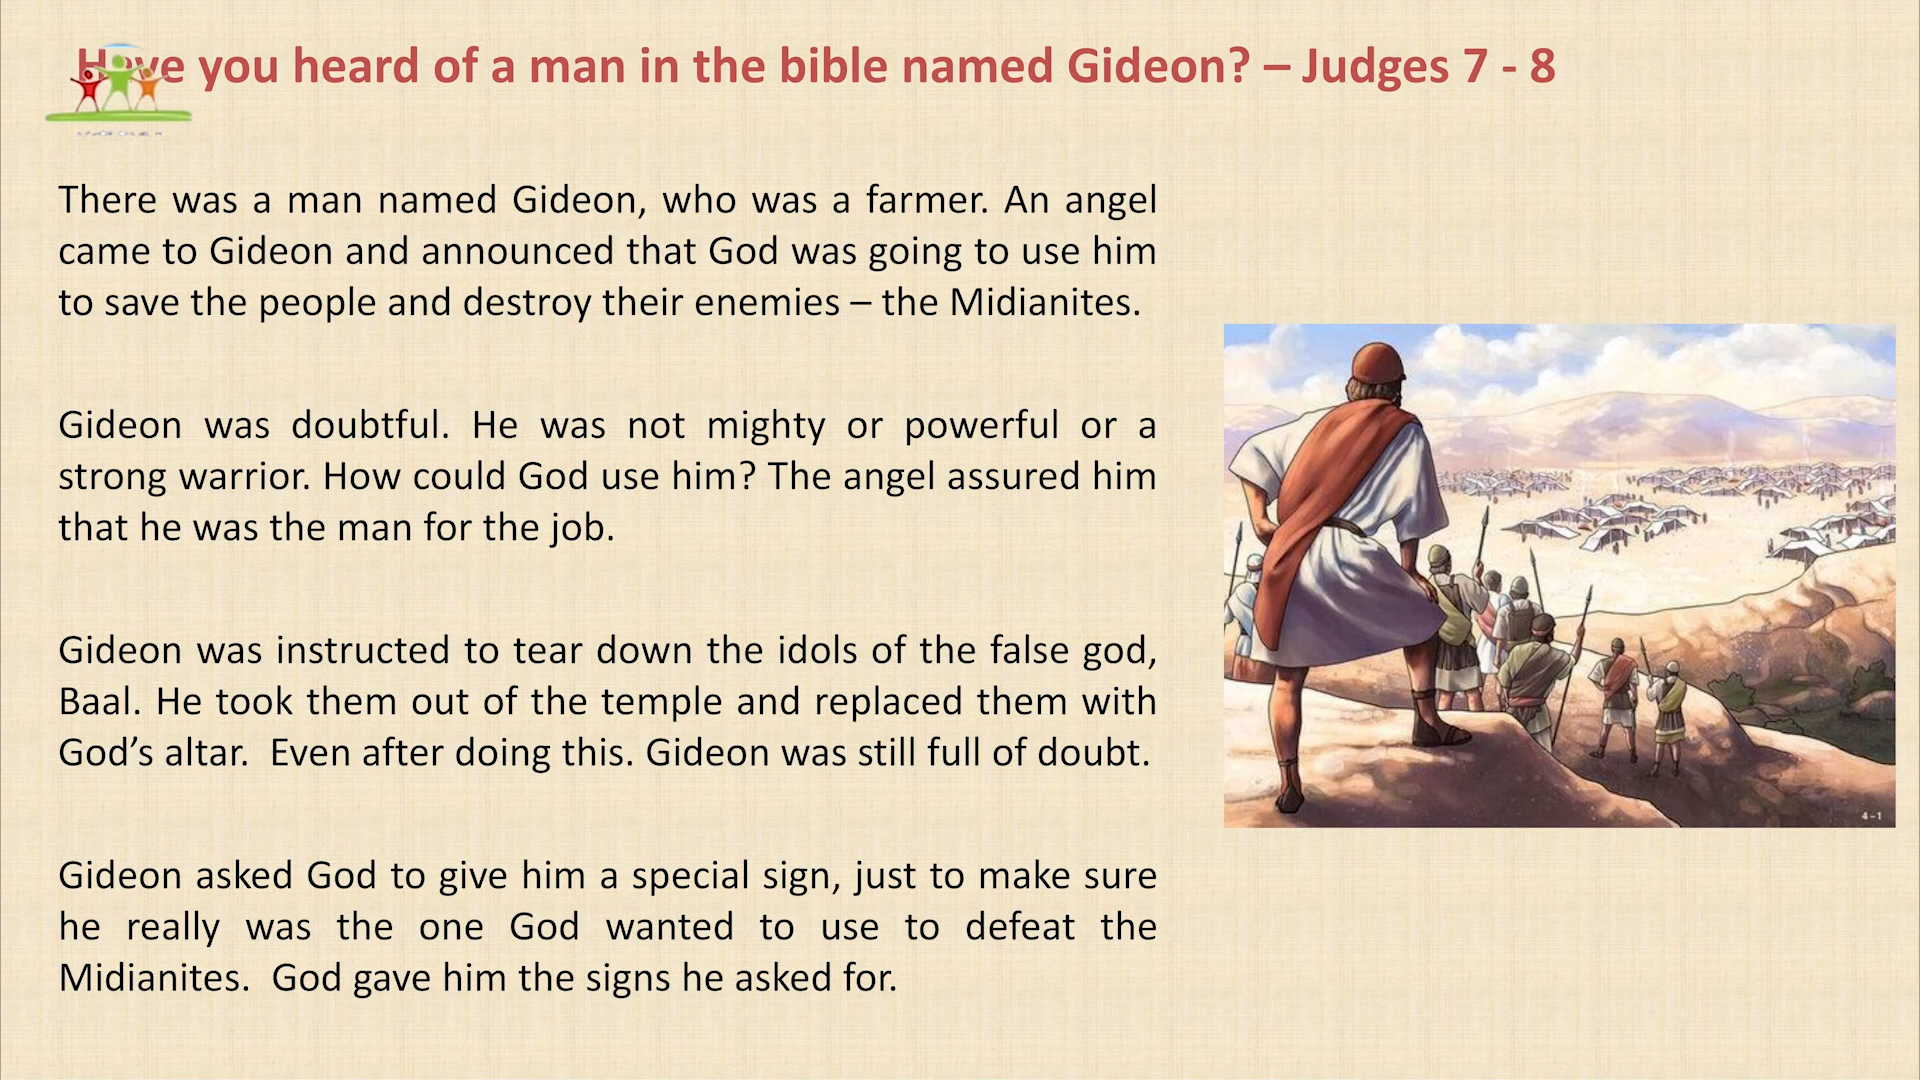 Have you heard of a man in the bible named Gideon? – Judges 7 - 8
There was a man named Gideon, who was a farmer. An angel
came to Gideon and announced that God was going to use him
to save the people and destroy their enemies – the Midianites.
Gideon was doubtful. He was not mighty or powerful or a
strong warrior. How could God use him? The angel assured him
that he was the man for the job.
Gideon was instructed to tear down the idols of the false god,
Baal. He took them out of the temple and replaced them with
God’s altar.  Even after doing this. Gideon was still full of doubt.
Gideon asked God to give him a special sign, just to make sure
he really was the one God wanted to use to defeat the
Midianites.  God gave him the signs he asked for.
4-1